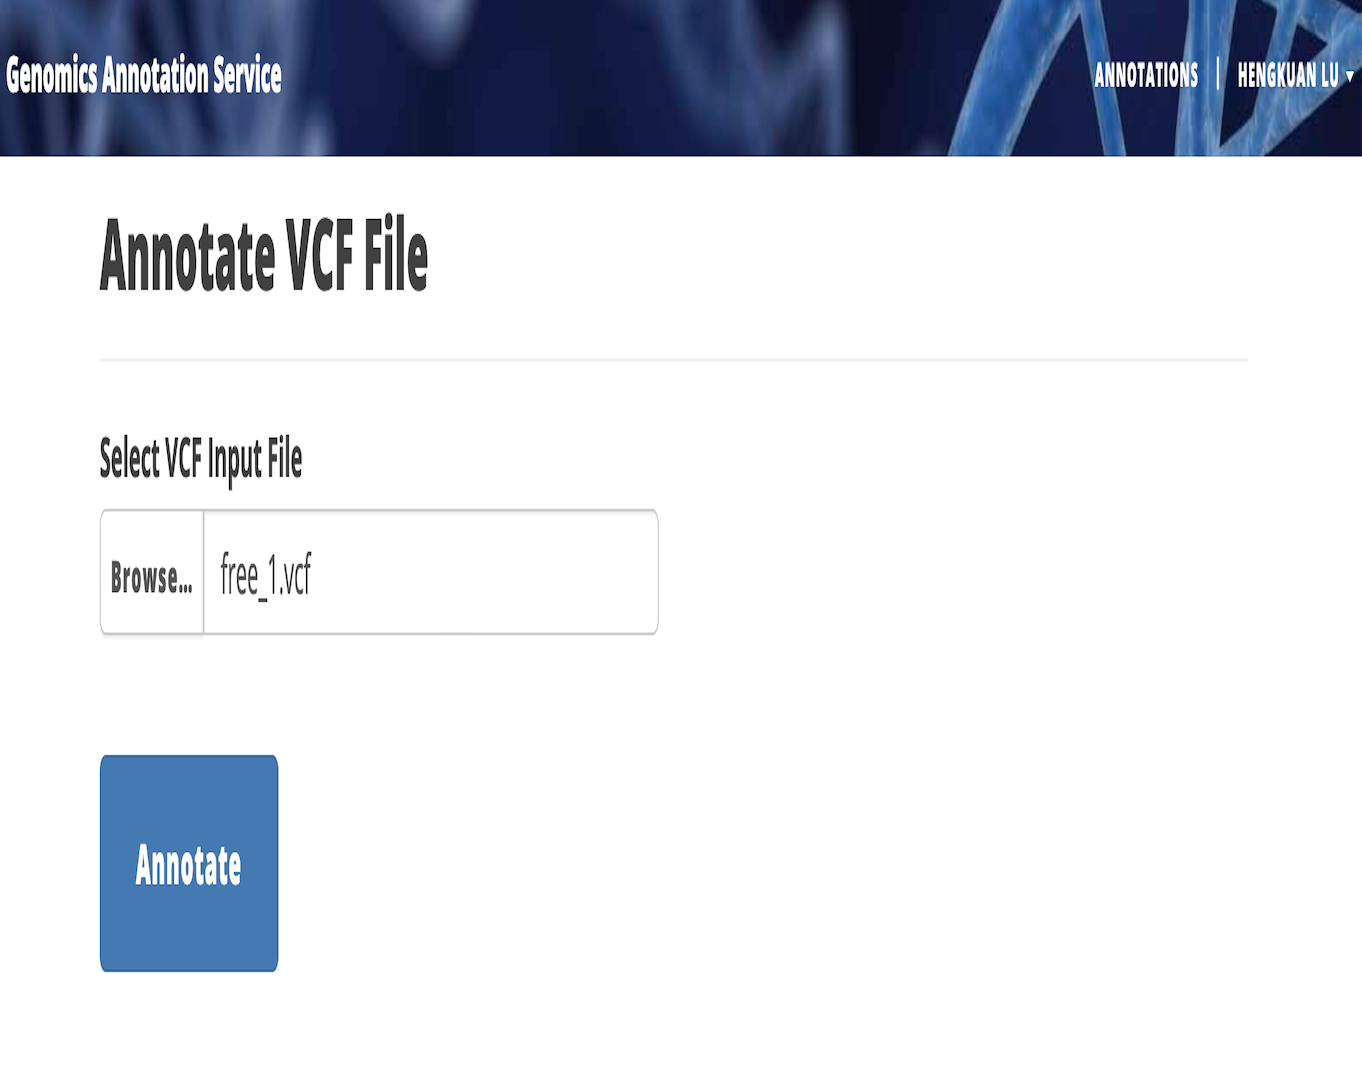 Genomics Annotation Service
ANNOTATIONS | HENGKUAN LU ▼
Annotate VCF File
Select VCF Input File
Browse... free_1.vcf
Annotate